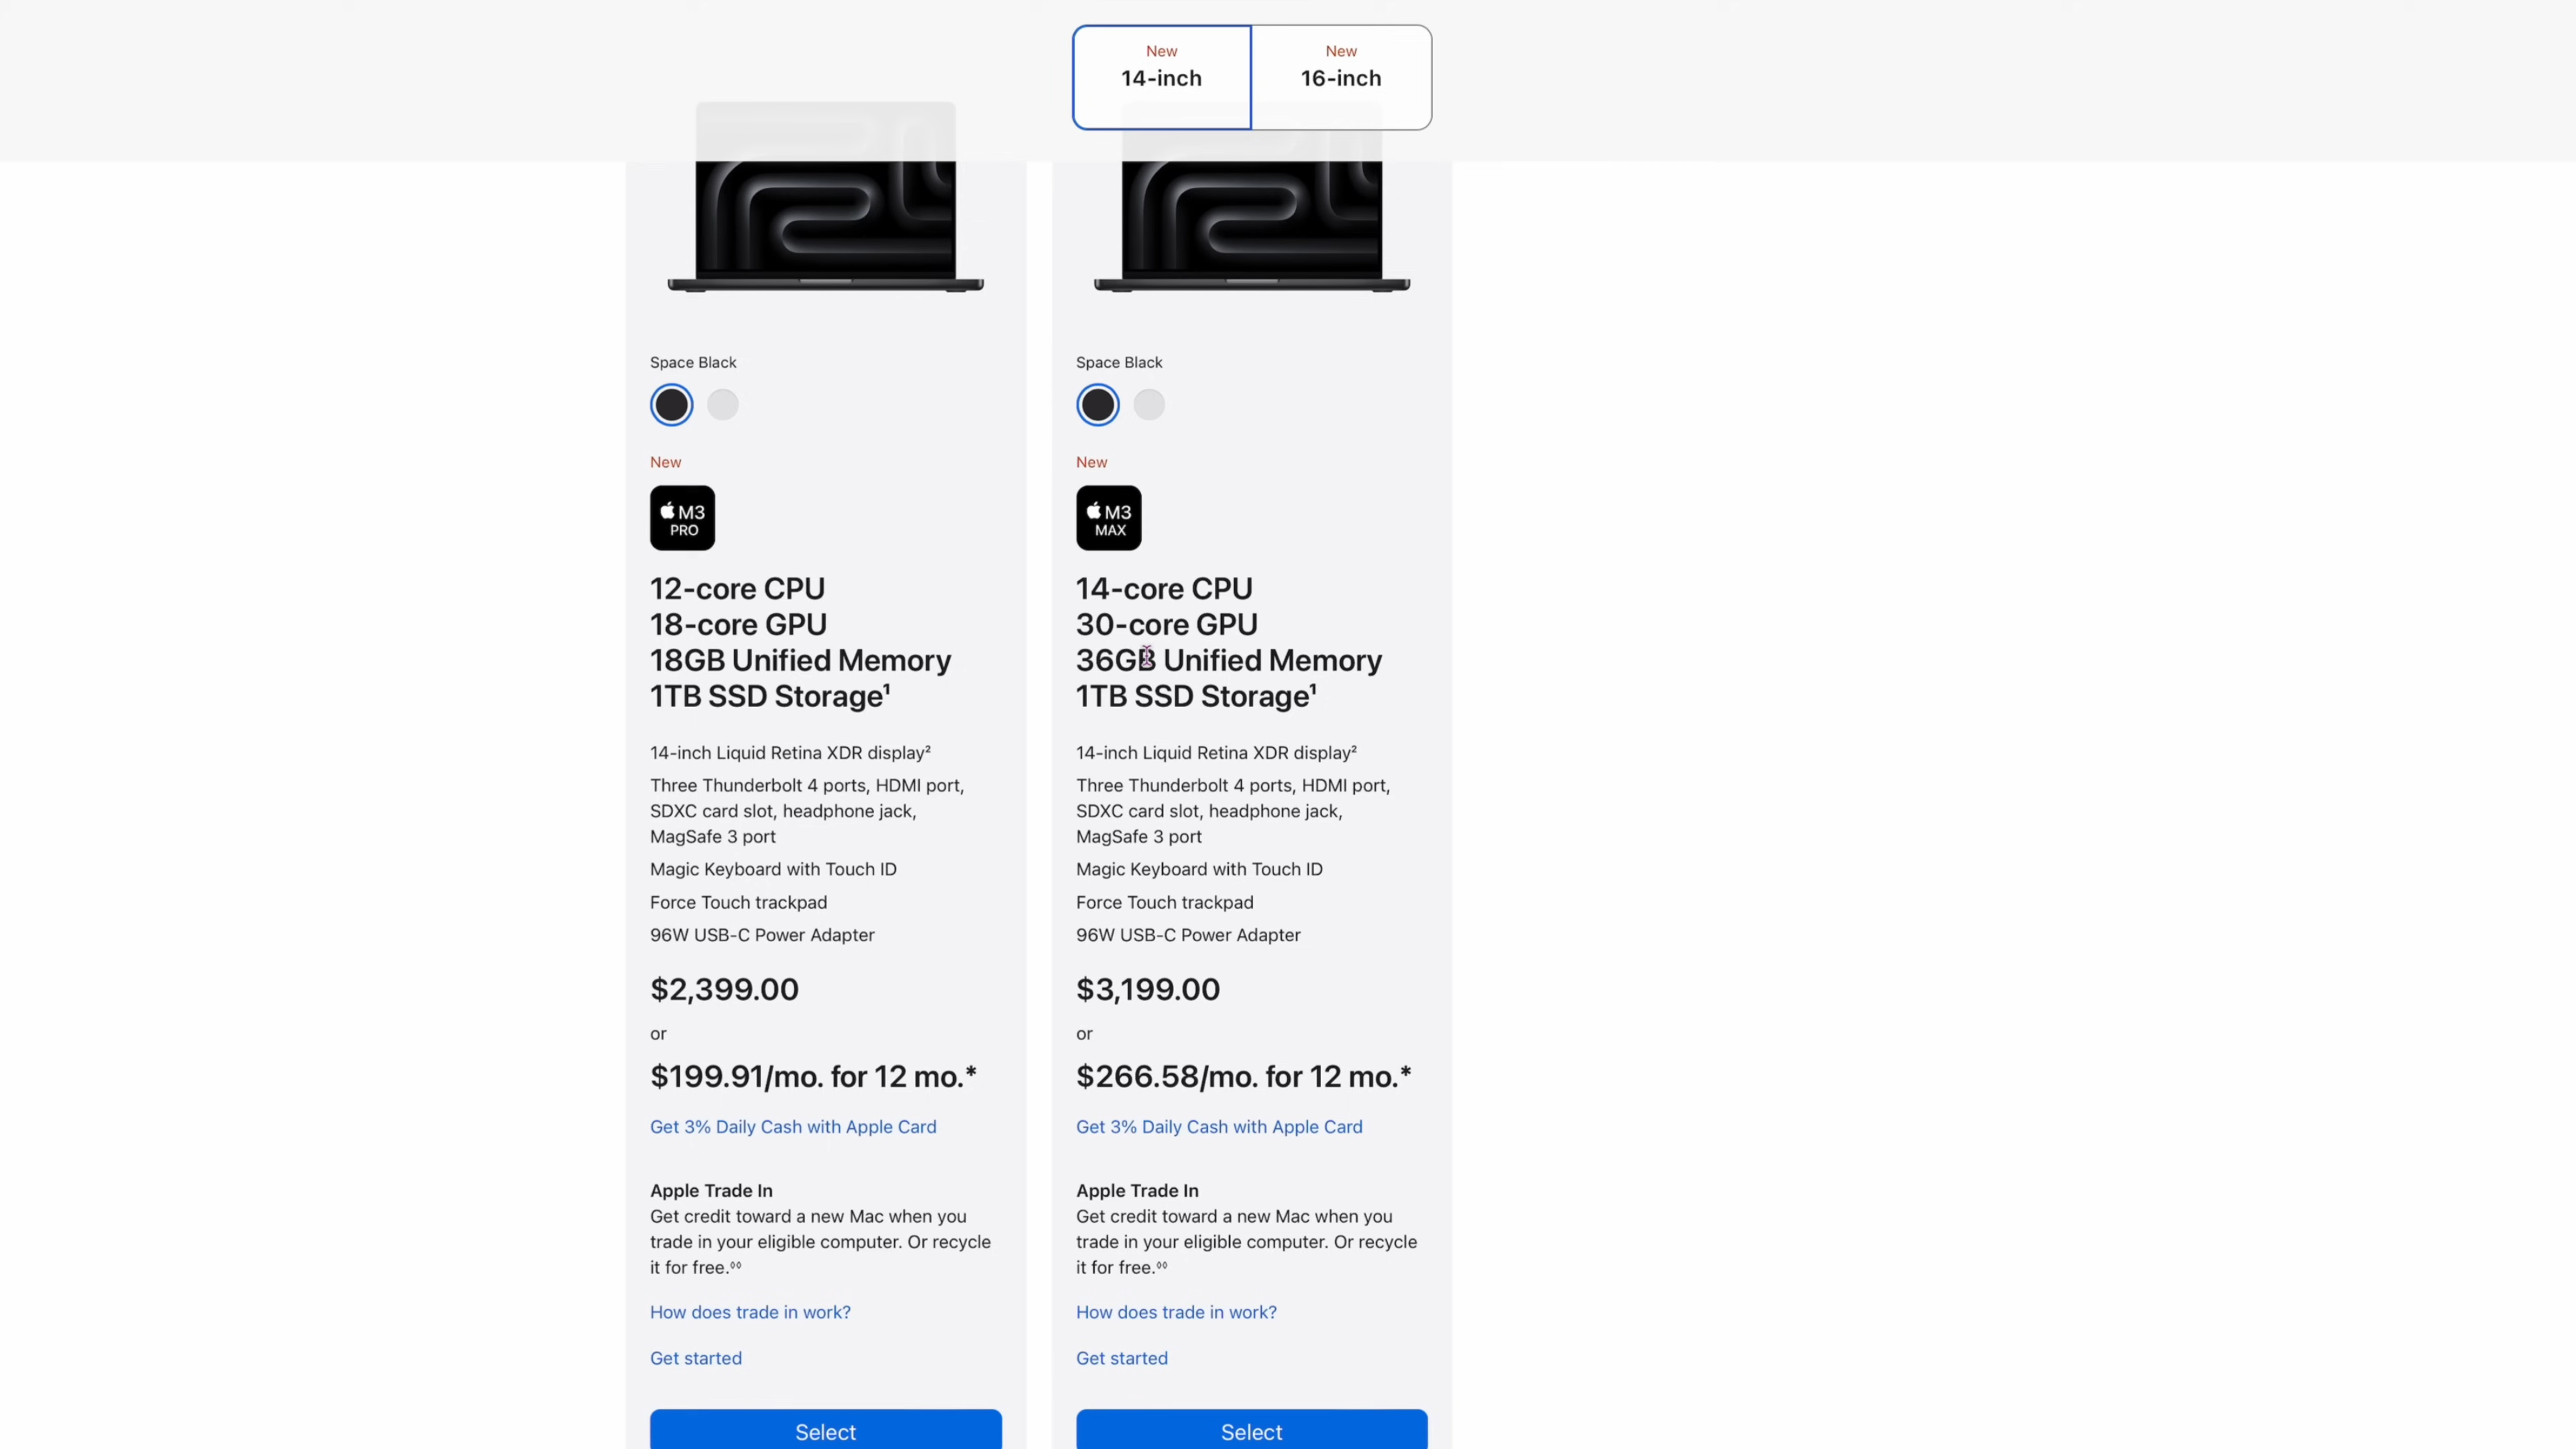 New
14-inch
New
16-inch
Space Black
New
M3
PRO
12-core CPU
18-core GPU
18GB Unified Memory
1TB SSD Storage¹
14-inch Liquid Retina XDR display²
Three Thunderbolt 4 ports, HDMI port,
SDXC card slot, headphone jack,
MagSafe 3 port
Magic Keyboard with Touch ID
Force Touch trackpad
96W USB-C Power Adapter
$2,399.00
or
$199.91/mo. for 12 mo.*
Get 3% Daily Cash with Apple Card
Apple Trade In
Get credit toward a new Mac when you
trade in your eligible computer. Or recycle
it for free.◊◊
How does trade in work?
Get started
Select
Space Black
New
M3
MAX
14-core CPU
30-core GPU
36GB Unified Memory
1TB SSD Storage¹
14-inch Liquid Retina XDR display²
Three Thunderbolt 4 ports, HDMI port,
SDXC card slot, headphone jack,
MagSafe 3 port
Magic Keyboard with Touch ID
Force Touch trackpad
96W USB-C Power Adapter
$3,199.00
or
$266.58/mo. for 12 mo.*
Get 3% Daily Cash with Apple Card
Apple Trade In
Get credit toward a new Mac when you
trade in your eligible computer. Or recycle
it for free.◊◊
How does trade in work?
Get started
Select